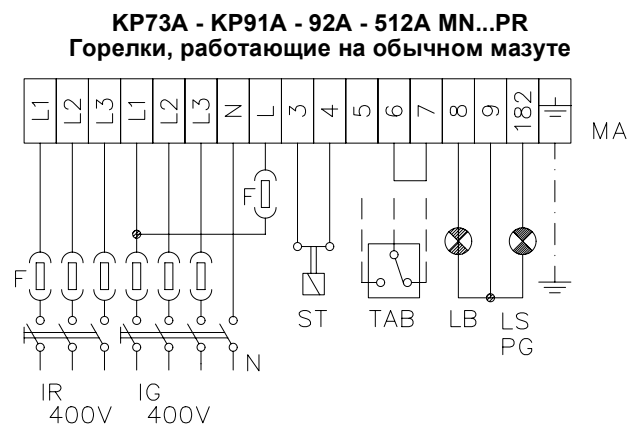 KP73A - KP91A - 92A - 512A MN...PR
Горелки, работающие на обычном мазуте
L1 L2 L3 L1 L2 L3 N L 3 4 5 6 7 8 9 182
MA
F
F
ST TAB LB LS
PG
N
IR IG
400V 400V